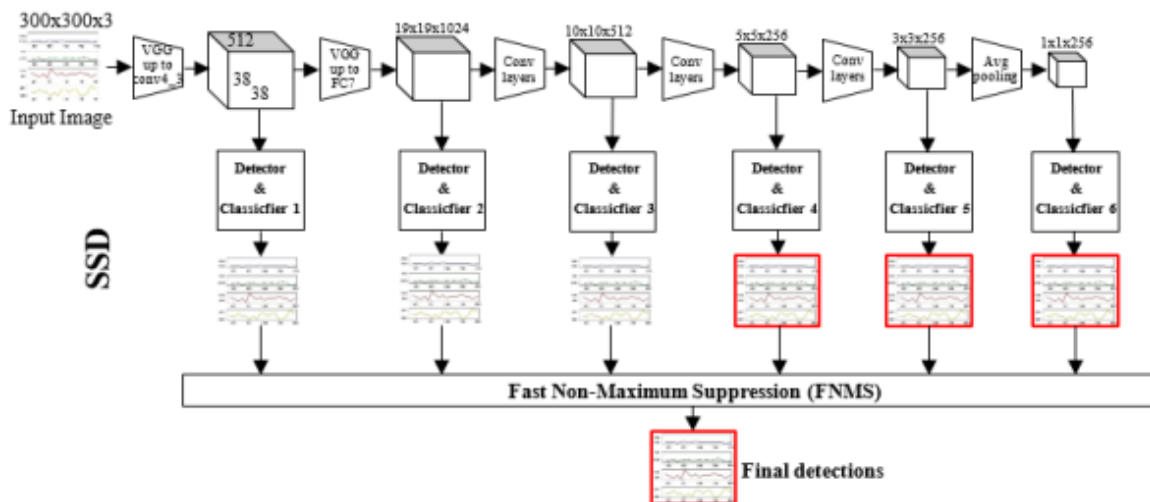 300x300x3
Input Image
VGG
up to
conv4_3
512
38
38
VGG
up to
FC7
19x19x1024
Conv
layers
10x10x512
Conv
layers
5x5x256
Conv
layers
3x3x256
Avg
pooling
1x1x256
Detector
&
Classicfier 1
Detector
&
Classicfier 2
Detector
&
Classicfier 3
Detector
&
Classicfier 4
Detector
&
Classicfier 5
Detector
&
Classicfier 6
SSD
Fast Non-Maximum Suppression (FNMS)
Final detections